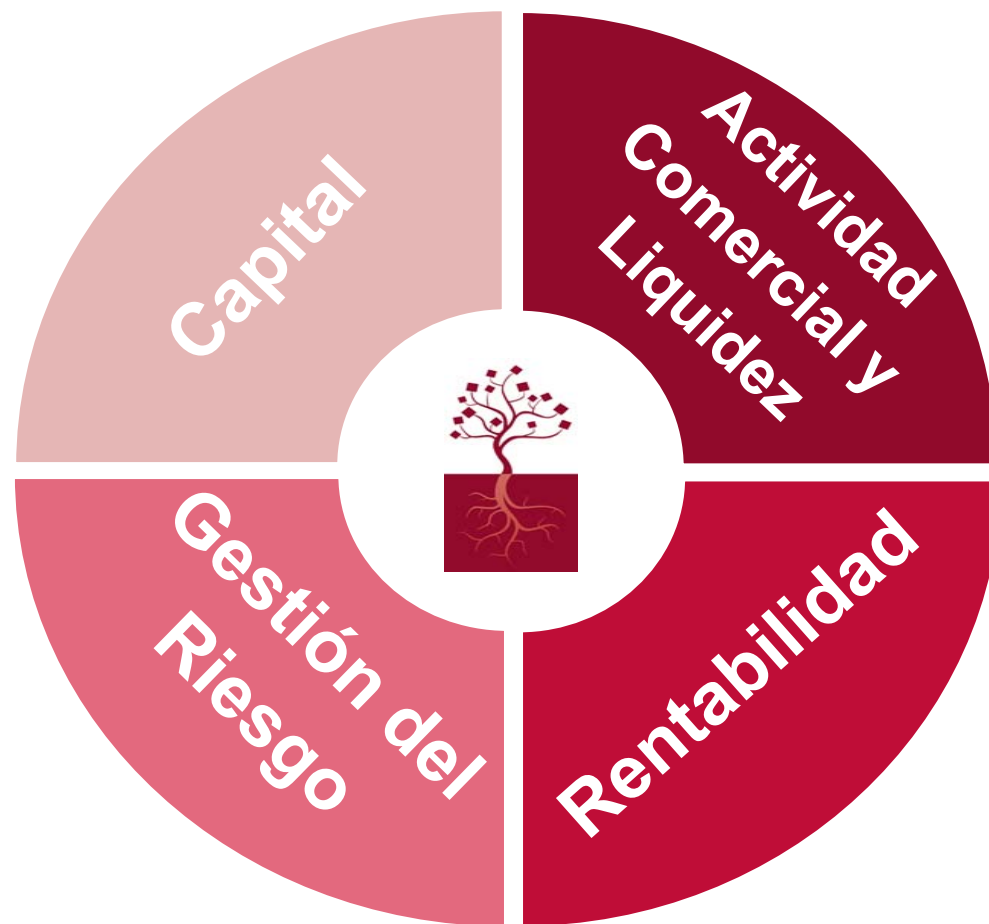 Capital
Actividad
Comercial y
Liquidez
Gestión del
Riesgo
Rentabilidad